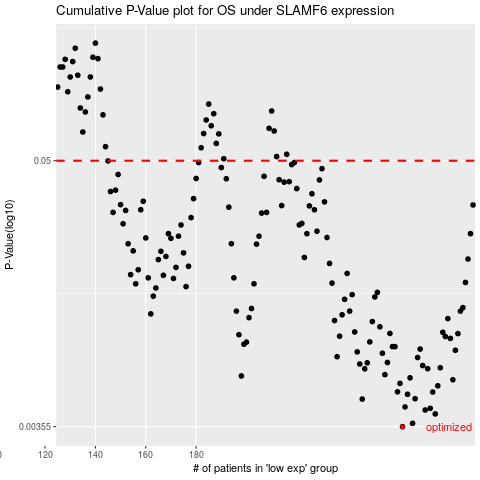 Cumulative P-Value plot for OS under SLAMF6 expression
P-Value(log10)
0.05
0.00355
optimized
0 120 140 160 180
# of patients in 'low exp' group